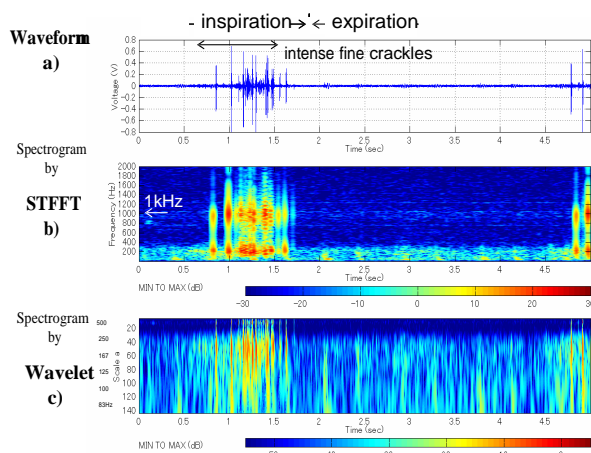 - inspiration→ ← expiration
Waveform
a)
intense fine crackles
Voltage (V)
0.8
0.6
0.4
0.2
0
-0.2
-0.4
-0.6
-0.8
0 0.5 1 1.5 2 2.5 3 3.5 4 4.5
Time (sec)
Spectrogram
by
STFFT
b)
1kHz
Frequency (Hz)
2000
1800
1600
1400
1200
1000
800
600
400
200
0 0.5 1 1.5 2 2.5 3 3.5 4 4.5
Time (sec)
MIN TO MAX (dB)
-30 -20 -10 0 10 20 30
Spectrogram
by
Wavelet
c)
500
250
167
125
100
83Hz
Scale a
20
40
60
80
100
120
140
0 0.5 1 1.5 2 2.5 3 3.5 4 4.5
Time (sec)
MIN TO MAX (dB)